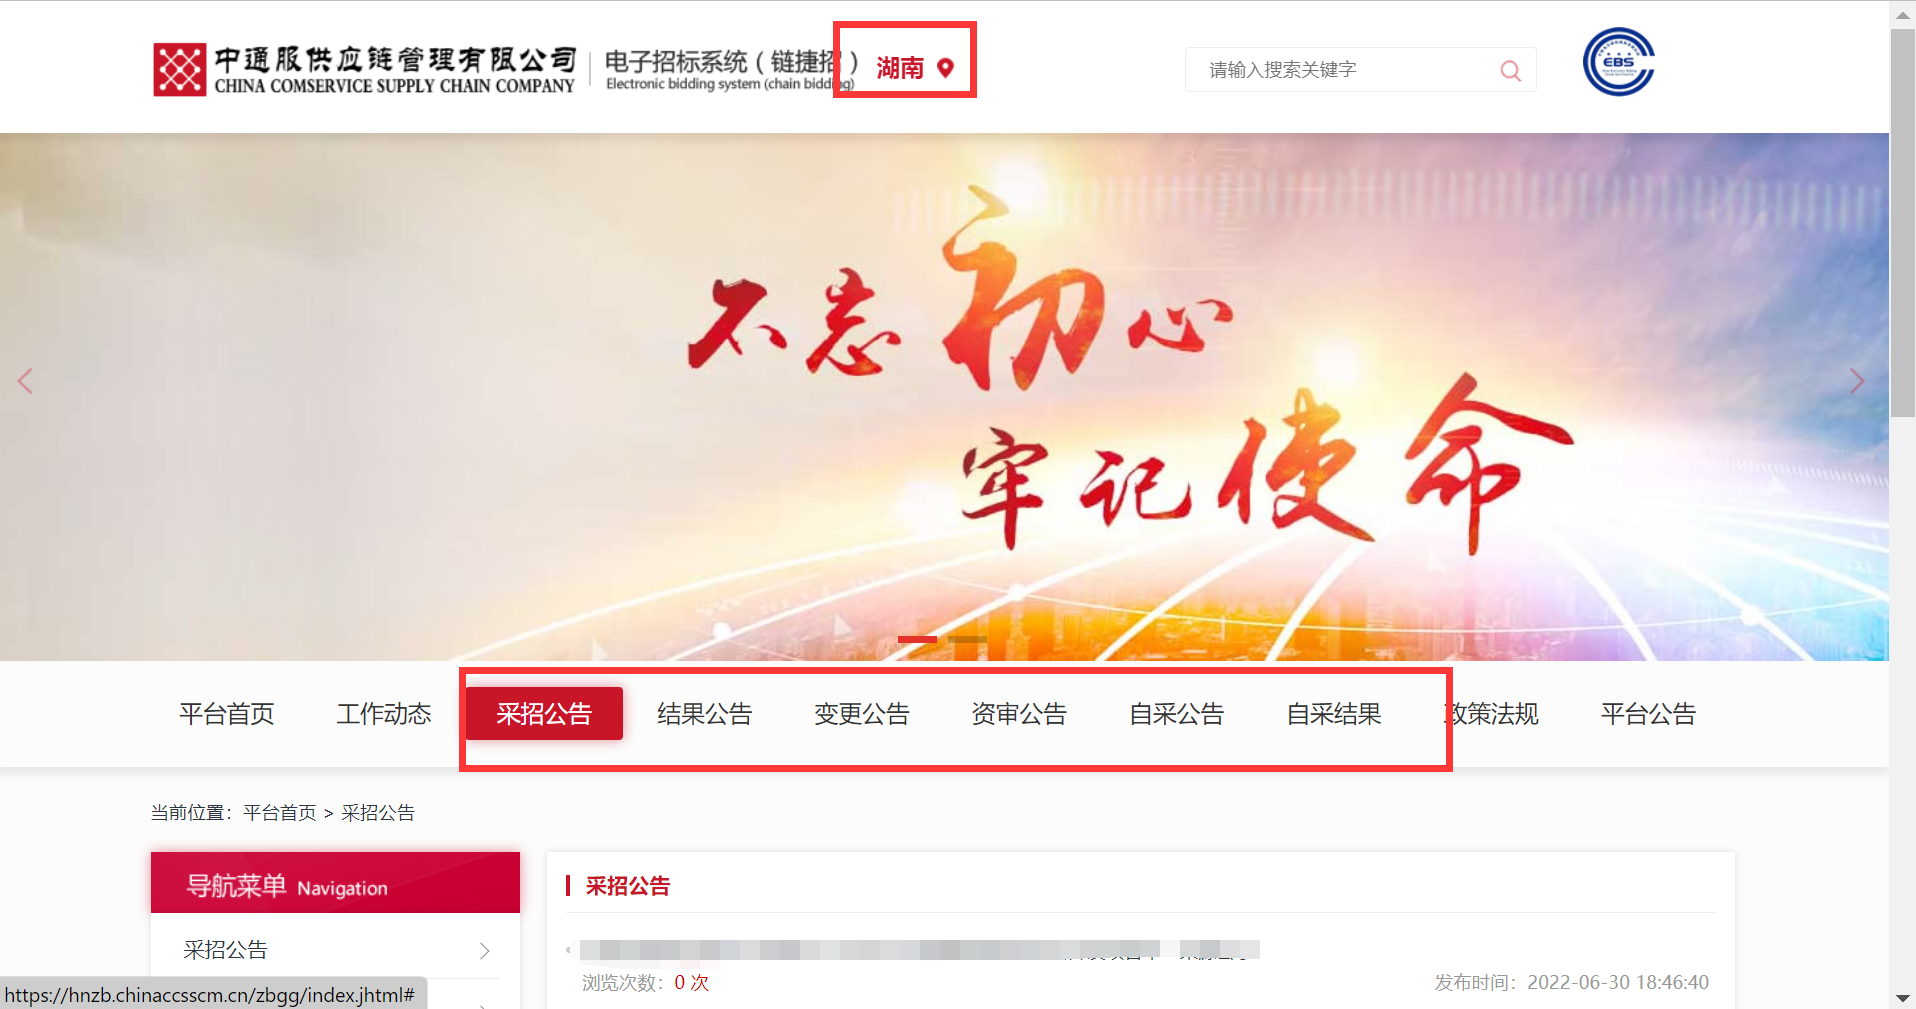 中通服供应链管理有限公司
CHINA COMSERVICE SUPPLY CHAIN COMPANY
电子招标系统（链捷招）
Electronic bidding system (chain bidding)
湖南
请输入搜索关键字
EBS
不忘初心
牢记使命
平台首页 工作动态 采招公告 结果公告 变更公告 资审公告 自采公告 自采结果 政策法规 平台公告
当前位置：平台首页 > 采招公告
导航菜单 Navigation
采招公告
采招公告
浏览次数：0 次 发布时间：2022-06-30 18:46:40
https://hnzb.chinaccsscm.cn/zbgg/index.jhtml#